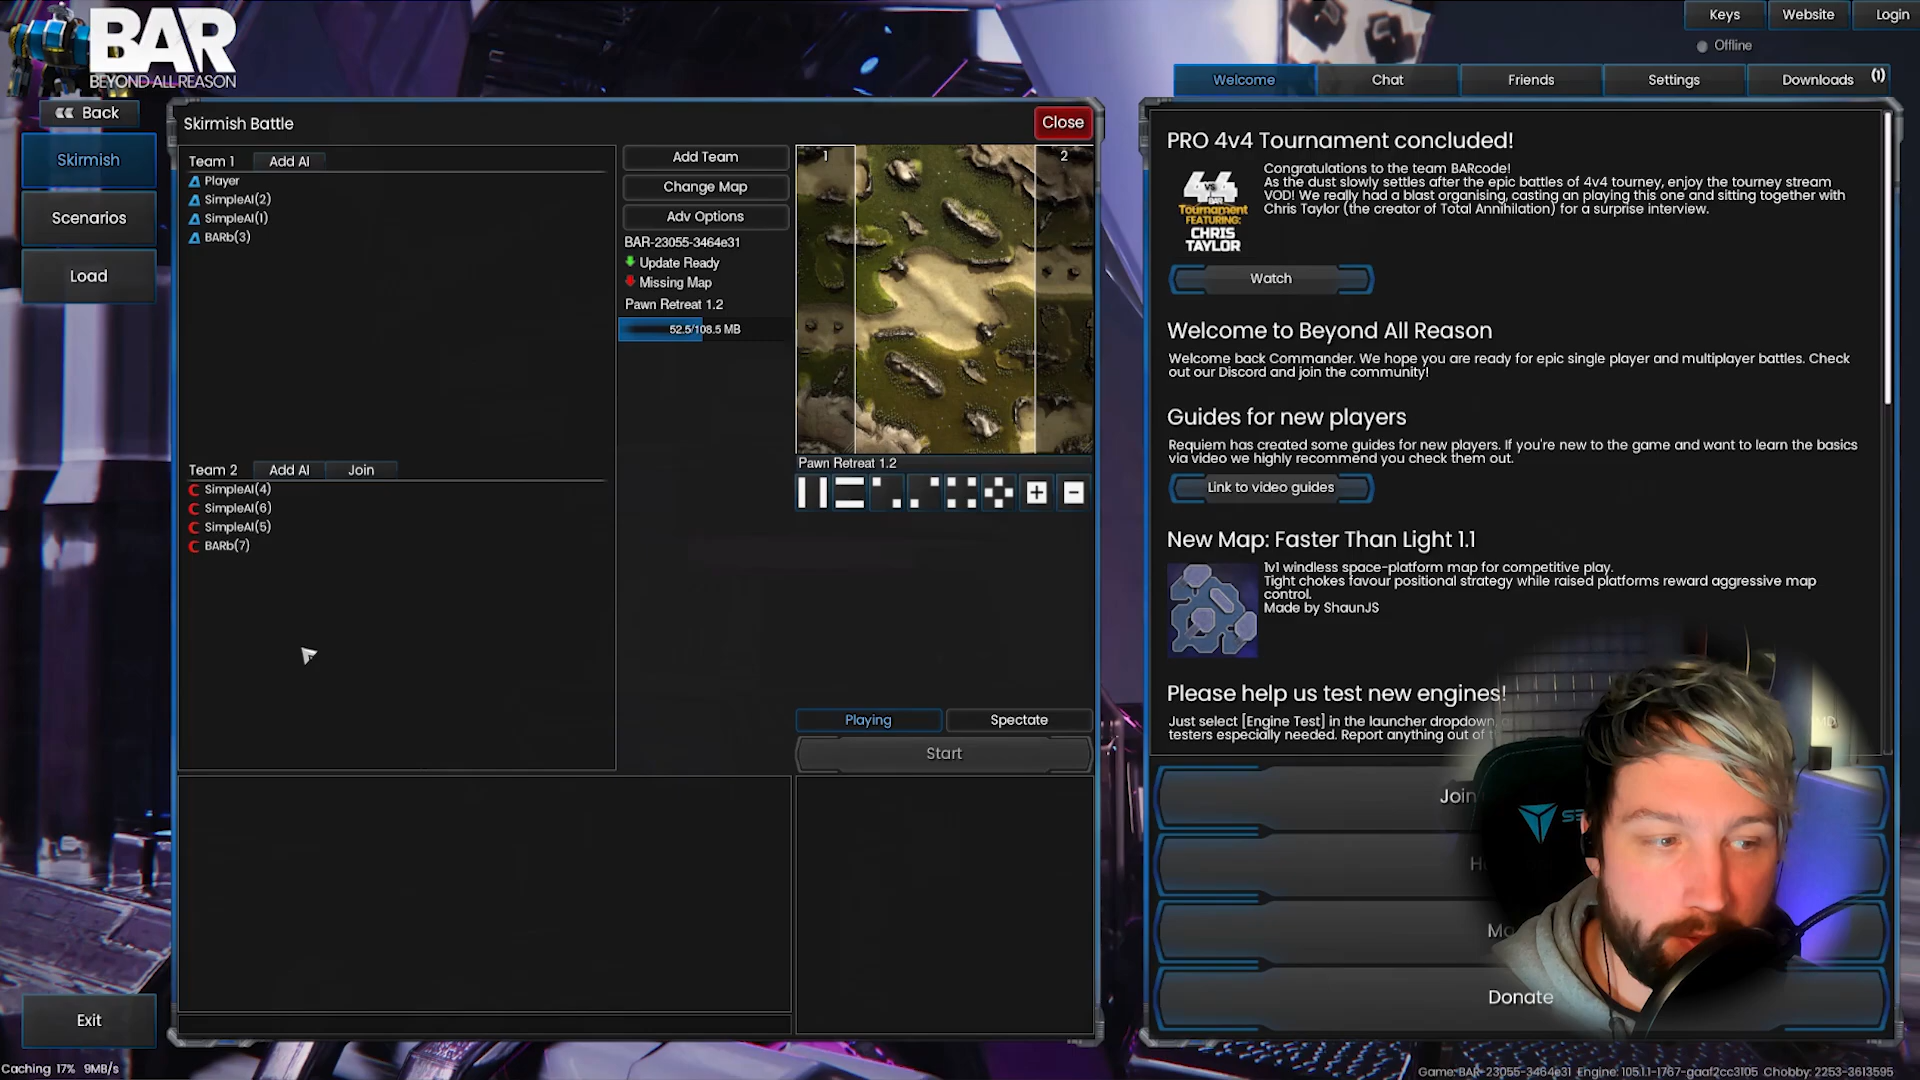 BAR
BEYOND ALL REASON
Keys
Website
Login
Offline
Back
Skirmish
Scenarios
Load
Exit
Skirmish Battle
Close
Team 1
Add AI
Player
SimpleAI(2)
SimpleAI(1)
BARb(3)
Team 2
Add AI
Join
SimpleAI(4)
SimpleAI(6)
SimpleAI(5)
BARb(7)
Add Team
Change Map
Adv Options
BAR-23055-3464e31
Update Ready
Missing Map
Pawn Retreat 1.2
52.5/108.5 MB
1
2
Pawn Retreat 1.2
Playing
Spectate
Start
Welcome
Chat
Friends
Settings
Downloads
(1)
PRO 4v4 Tournament concluded!
4v4
BAR
Tournament
FEATURING:
CHRIS
TAYLOR
Congratulations to the team BARcode!
As the dust slowly settles after the epic battles of 4v4 tourney, enjoy the tourney stream
VOD! We really had a blast organising, casting an playing this one and sitting together with
Chris Taylor (the creator of Total Annihilation) for a surprise interview.
Watch
Welcome to Beyond All Reason
Welcome back Commander. We hope you are ready for epic single player and multiplayer battles. Check
out our Discord and join the community!
Guides for new players
Requiem has created some guides for new players. If you're new to the game and want to learn the basics
via video we highly recommend you check them out.
Link to video guides
New Map: Faster Than Light 1.1
1v1 windless space-platform map for competitive play.
Tight chokes favour positional strategy while raised platforms reward aggressive map
control.
Made by ShaunJS
Please help us test new engines!
Just select [Engine Test] in the launcher dropdown,
testers especially needed. Report anything out of
Join
Donate
Caching 17% 9MB/s
Game: BAR-23055-3464e31 Engine: 105.1.1-1767-gaaf2cc3105 Chobby: 2253-3613595